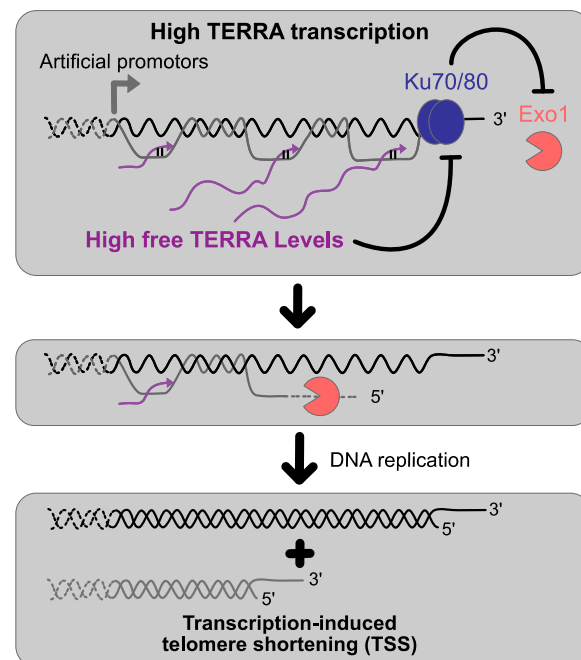 High TERRA transcription
Artificial promotors
Ku70/80
3'
Exo1
High free TERRA Levels
3'
5'
DNA replication
3'
5'
3'
5'
Transcription-induced
telomere shortening (TSS)